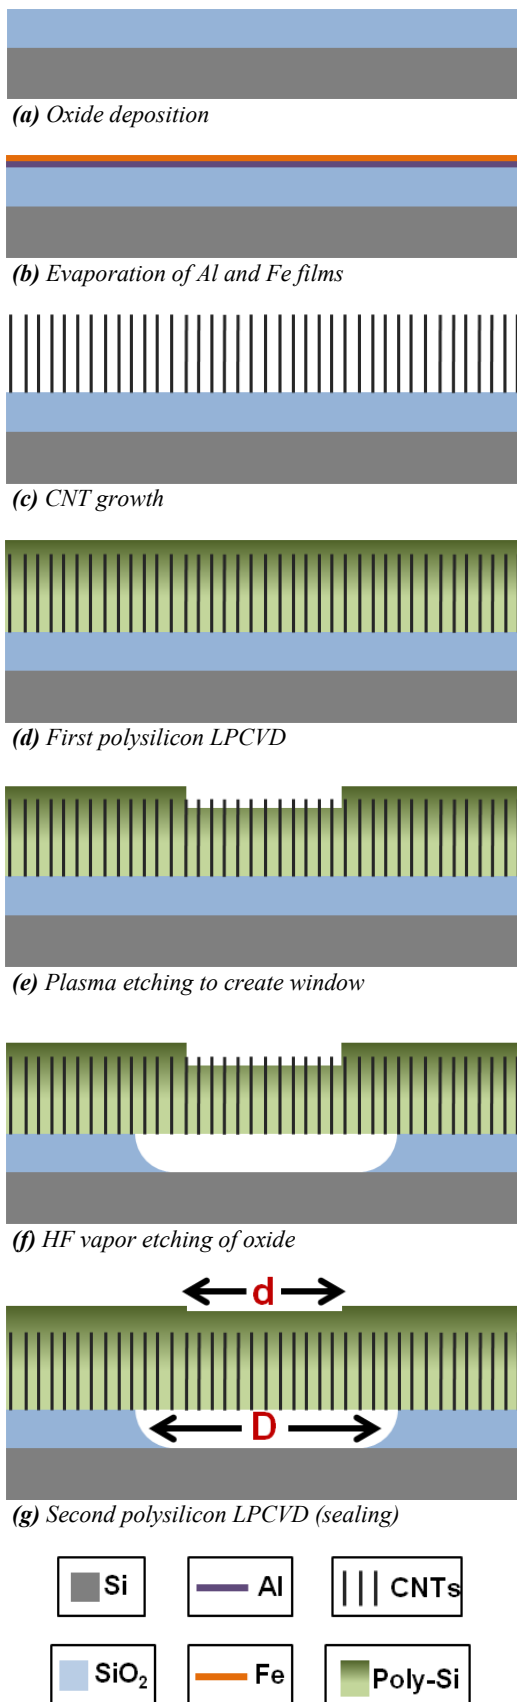 (a) Oxide deposition
(b) Evaporation of Al and Fe films
(c) CNT growth
(d) First polysilicon LPCVD
(e) Plasma etching to create window
(f) HF vapor etching of oxide
d
D
(g) Second polysilicon LPCVD (sealing)
Si Al CNTs
SiO₂ Fe Poly-Si